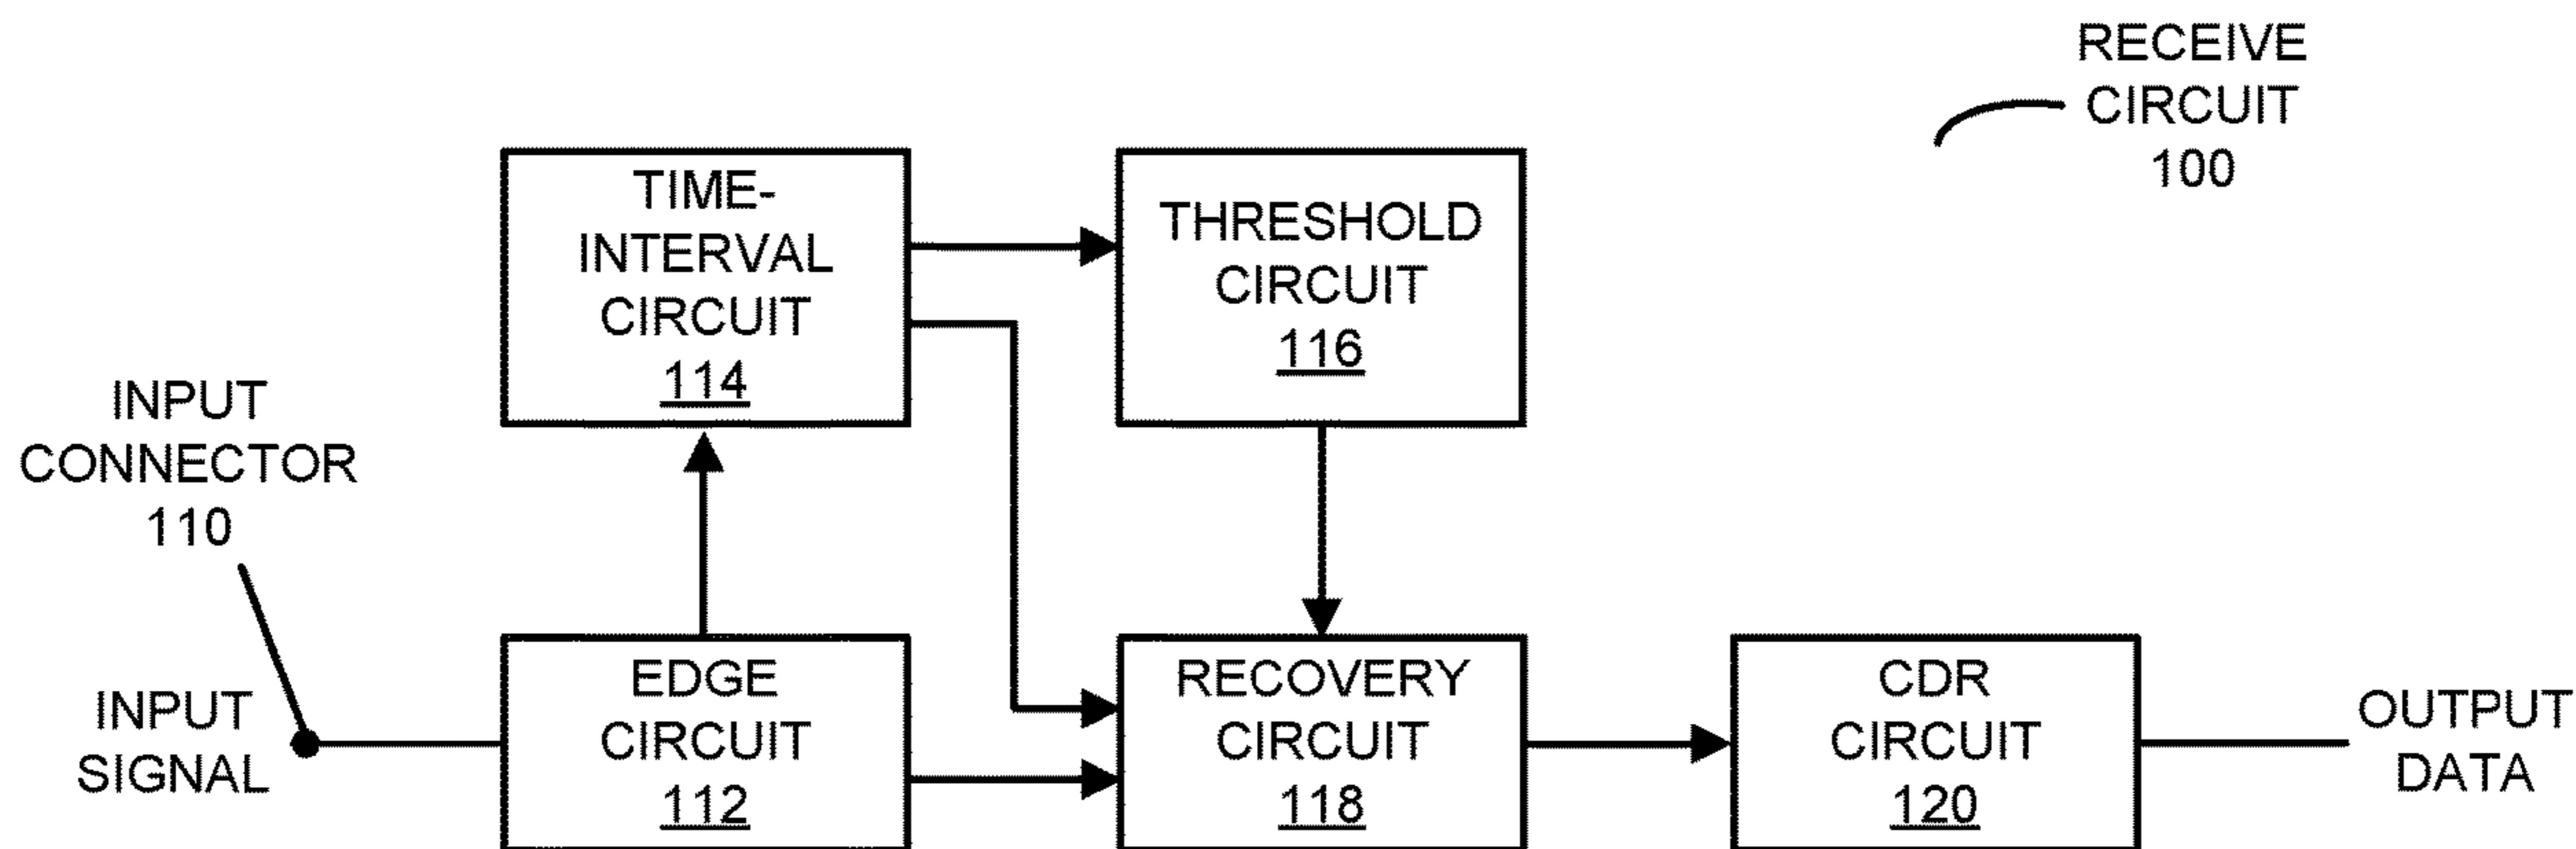 RECEIVE
CIRCUIT
100
TIME-
INTERVAL
CIRCUIT
114
THRESHOLD
CIRCUIT
116
INPUT
CONNECTOR
110
INPUT
SIGNAL
EDGE
CIRCUIT
112
RECOVERY
CIRCUIT
118
CDR
CIRCUIT
120
OUTPUT
DATA